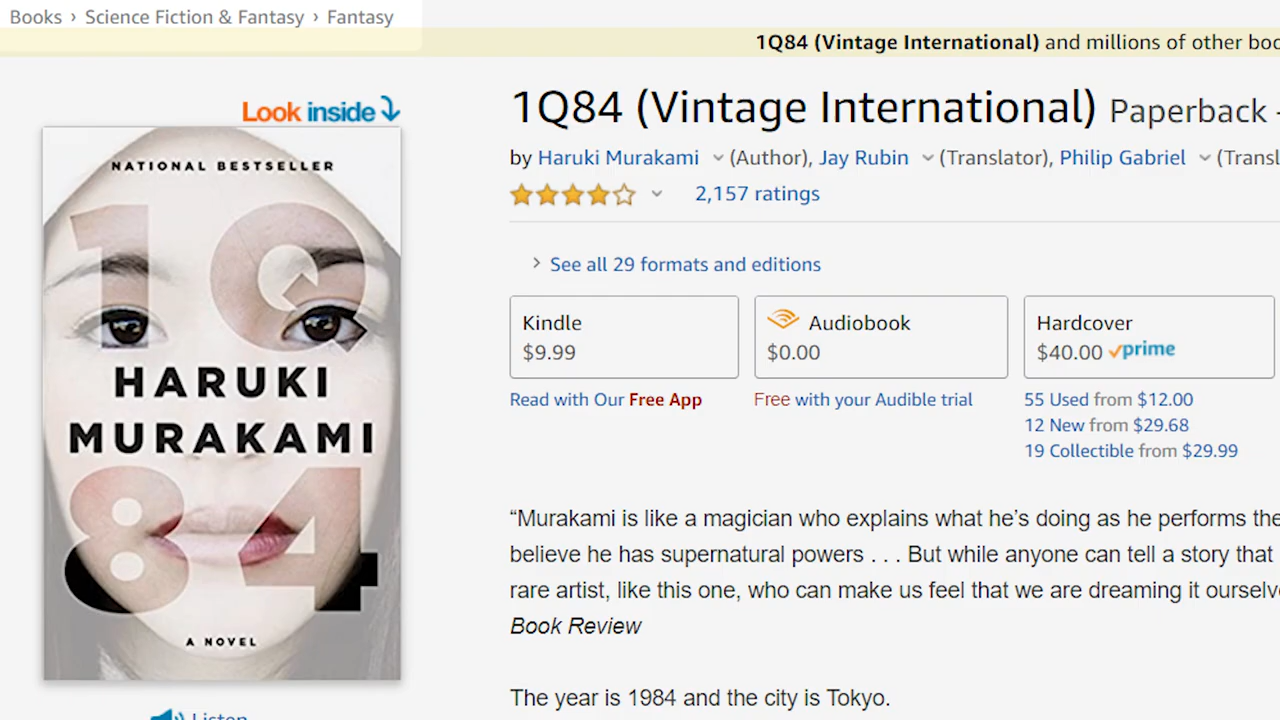 Books › Science Fiction & Fantasy › Fantasy
1Q84 (Vintage International) and millions of other
Look inside
1Q84 (Vintage International) Paperback -
by Haruki Murakami (Author), Jay Rubin (Translator), Philip Gabriel
2,157 ratings
See all 29 formats and editions
Kindle
$9.99
Read with Our Free App
Audiobook
$0.00
Free with your Audible trial
Hardcover
$40.00 prime
55 Used from $12.00
12 New from $29.68
19 Collectible from $29.99
“Murakami is like a magician who explains what he’s doing as he performs the
believe he has supernatural powers . . . But while anyone can tell a story that
rare artist, like this one, who can make us feel that we are dreaming it
Book Review
The year is 1984 and the city is Tokyo.
NATIONAL BESTSELLER
1Q
HARUKI
MURAKAMI
84
A NOVEL
Listen